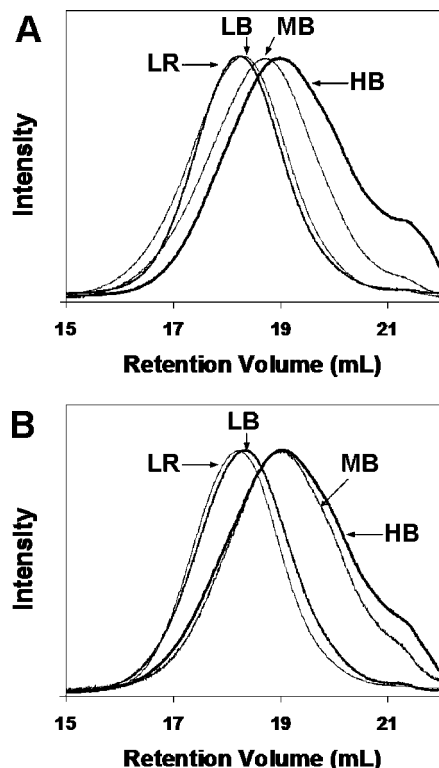 A
LB MB
LR
HB
Intensity
15 17 19 21
Retention Volume (mL)
B
LB
LR
MB
HB
Intensity
15 17 19 21
Retention Volume (mL)